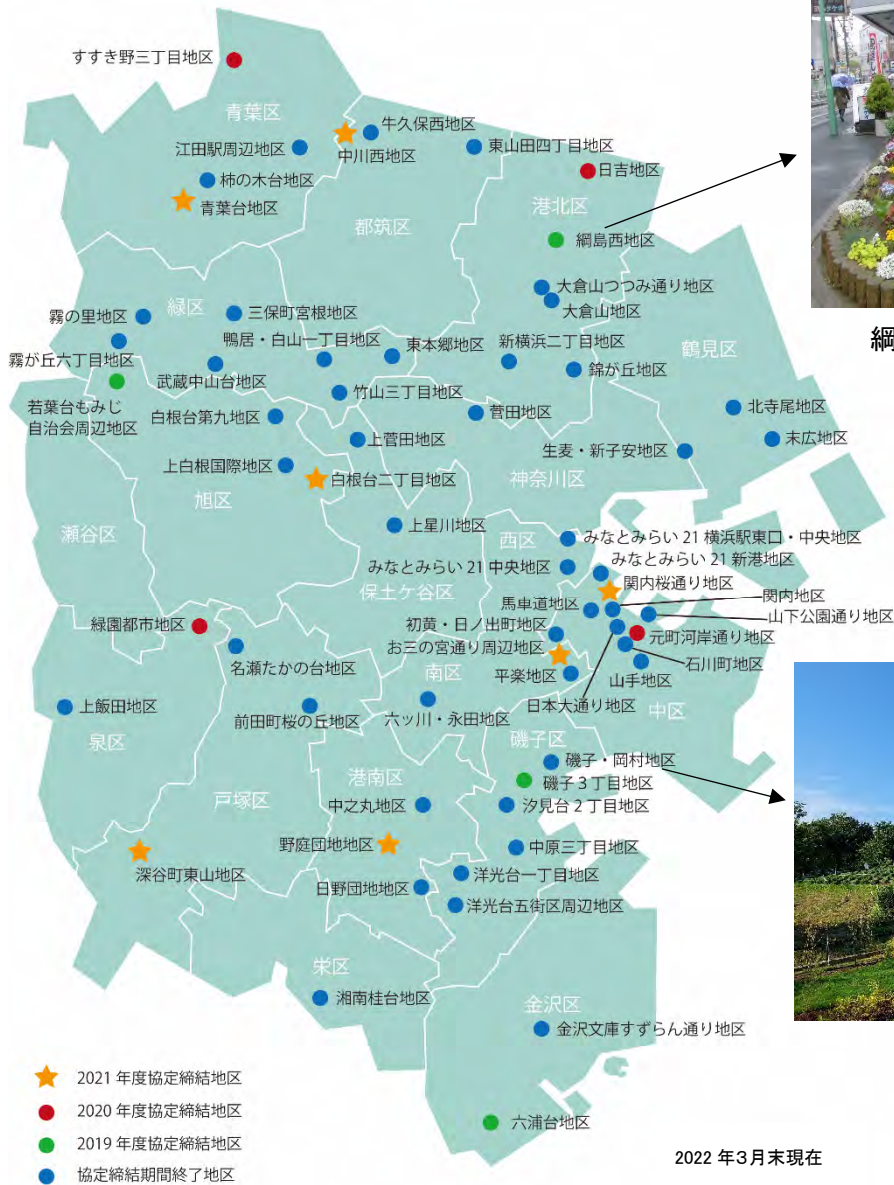 すすき野三丁目地区
青葉区
牛久保西地区
江田駅周辺地区
中川西地区
東山田四丁目地区
日吉地区
柿の木台地区
青葉台地区
港北区
都筑区
綱島西地区
大倉山つつみ通り地区
大倉山地区
緑区
霧の里地区
三保町宮根地区
鴨居・白山一丁目地区
東本郷地区
新横浜二丁目地区
鶴見区
綱
霧が丘六丁目地区
武蔵中山台地区
錦が丘地区
竹山三丁目地区
若葉台もみじ
自治会周辺地区
白根台第九地区
菅田地区
北寺尾地区
上菅田地区
生麦・新子安地区
末広地区
上白根国際地区
白根台二丁目地区
神奈川区
旭区
瀬谷区
上星川地区
西区
みなとみらい 21 横浜駅東口・中央地区
みなとみらい 21 中央地区
みなとみらい 21 新港地区
保土ケ谷区
関内桜通り地区
関内地区
馬車道地区
山下公園通り地区
緑園都市地区
初黄・日ノ出町地区
元町河岸通り地区
お三の宮通り周辺地区
石川町地区
名瀬たかの台地区
南区
平楽地区
山手地区
日本大通り地区
中区
上飯田地区
前田町桜の丘地区
六ッ川・永田地区
泉区
磯子区
磯子・岡村地区
港南区
磯子３丁目地区
戸塚区
中之丸地区
汐見台２丁目地区
野庭団地地区
中原三丁目地区
深谷町東山地区
洋光台一丁目地区
日野団地地区
洋光台五街区周辺地区
栄区
湘南桂台地区
金沢区
金沢文庫すずらん通り地区
2021 年度協定締結地区
2020 年度協定締結地区
2019 年度協定締結地区
六浦台地区
協定締結期間終了地区
2022 年３月末現在